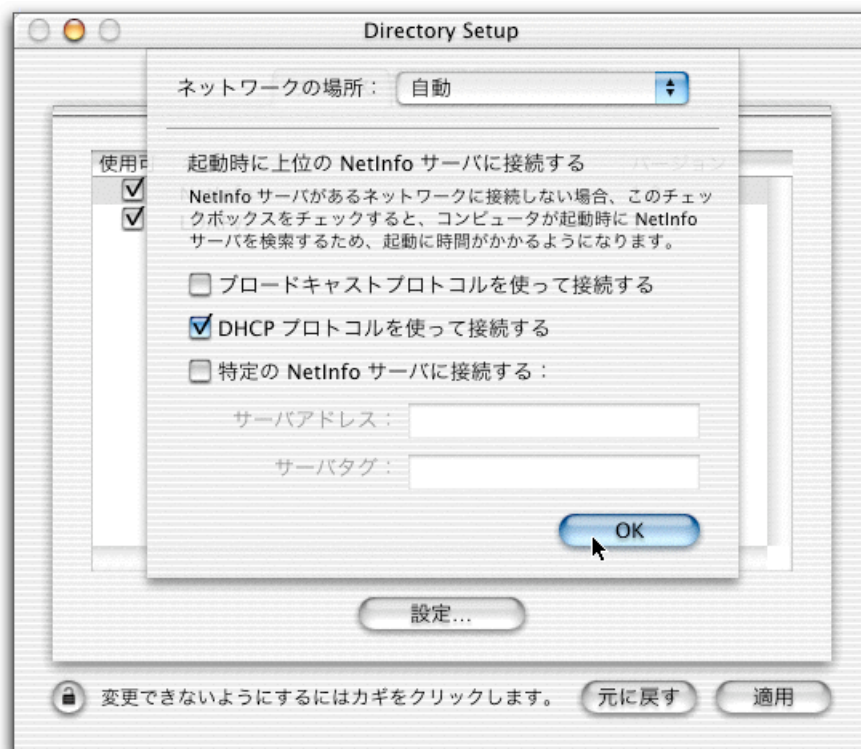 Directory Setup
ネットワークの場所： 自動
使用可
バージョン
起動時に上位の NetInfo サーバに接続する
NetInfo サーバがあるネットワークに接続しない場合、このチェッ
クボックスをチェックすると、コンピュータが起動時に NetInfo
サーバを検索するため、起動に時間がかかるようになります。
ブロードキャストプロトコルを使って接続する
DHCP プロトコルを使って接続する
特定の NetInfo サーバに接続する：
サーバアドレス：
サーバタグ：
OK
設定...
変更できないようにするにはカギをクリックします。 元に戻す 適用